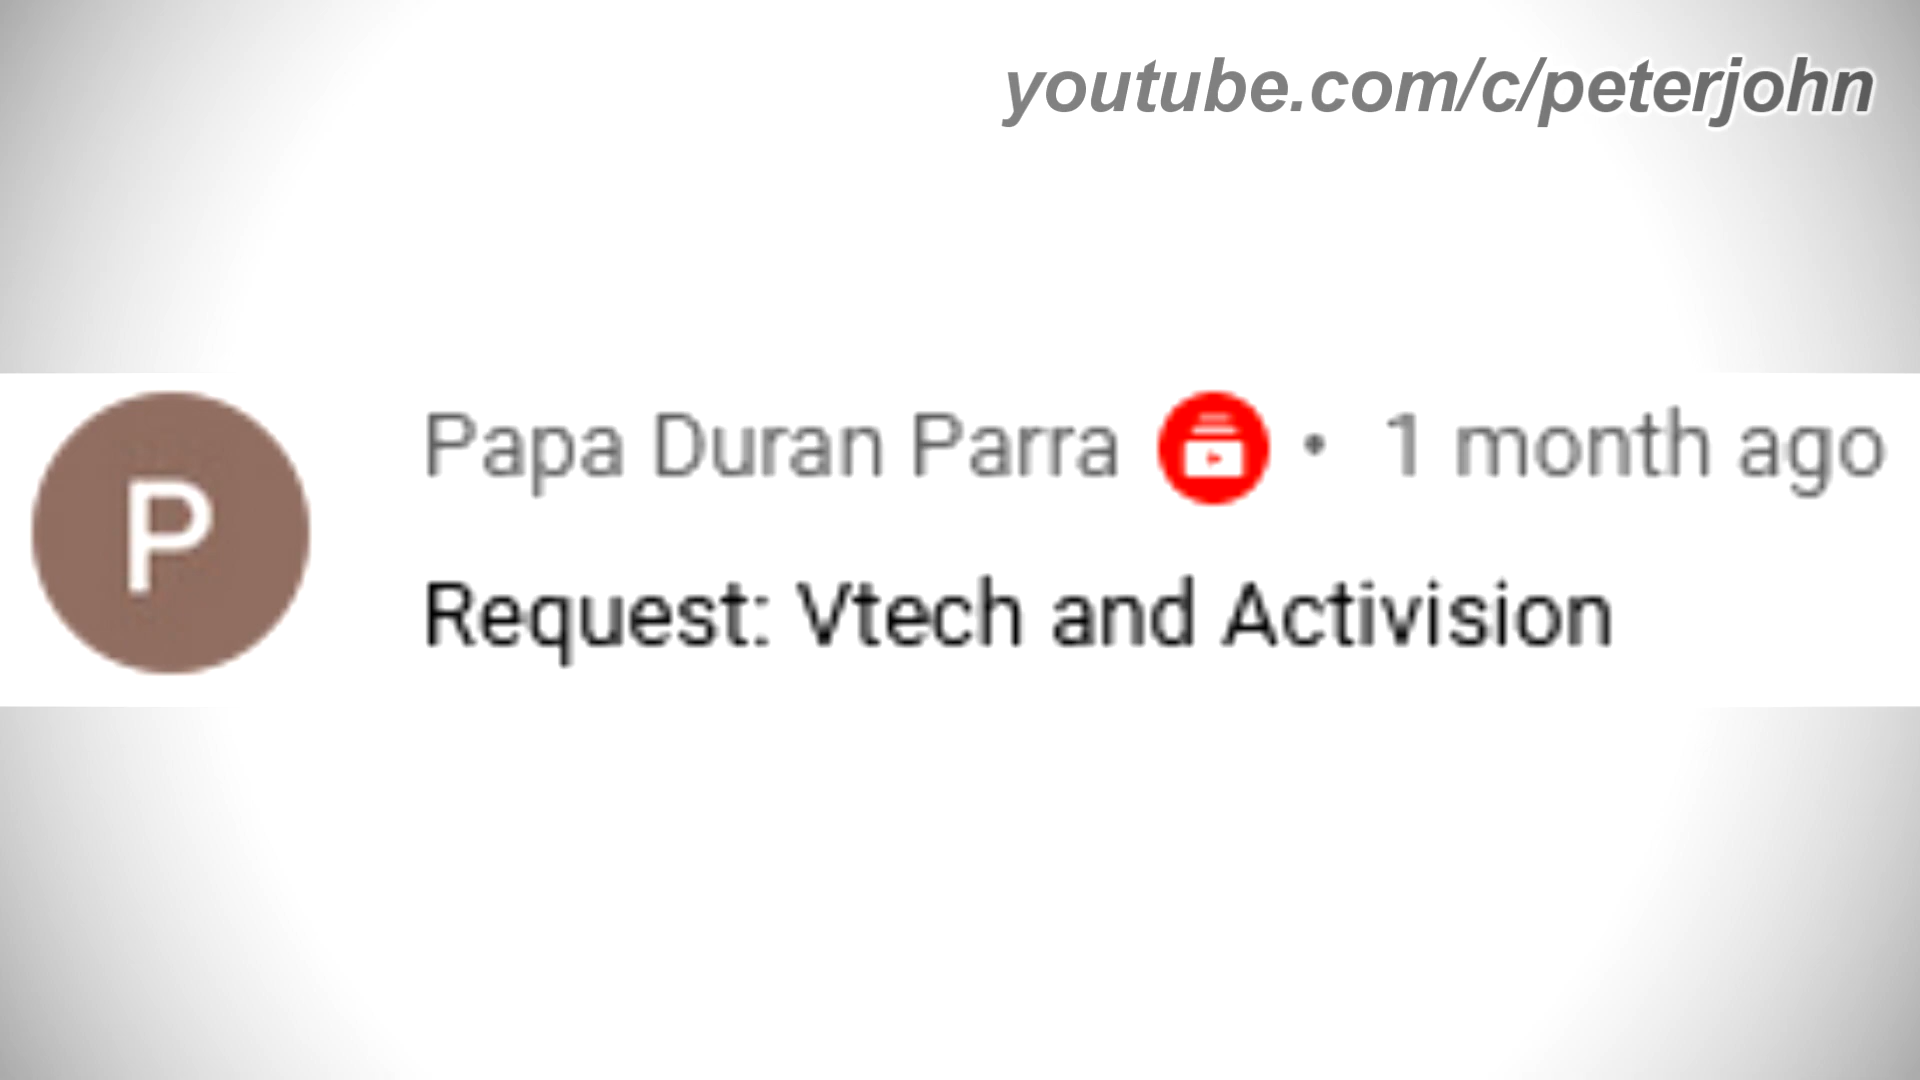 youtube.com/c/peterjohn
P
Papa Duran Parra • 1 month ago
Request: Vtech and Activision